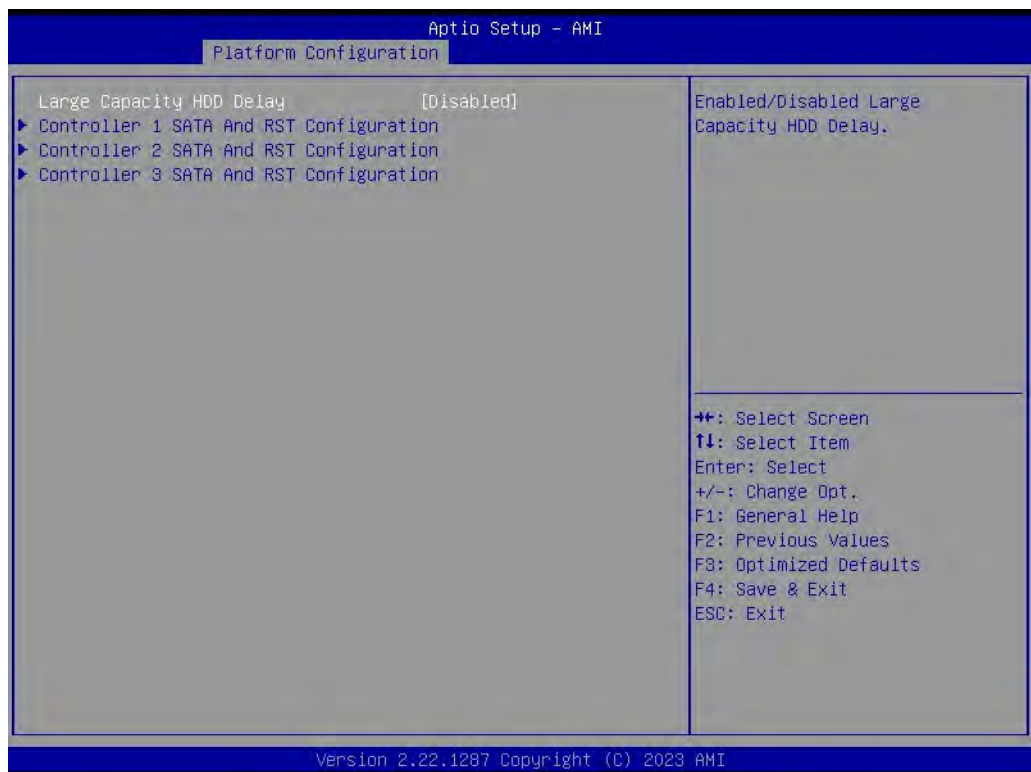 Aptio Setup – AMI
Platform Configuration
Large Capacity HDD Delay [Disabled]
▶ Controller 1 SATA And RST Configuration
▶ Controller 2 SATA And RST Configuration
▶ Controller 3 SATA And RST Configuration
Enabled/Disabled Large
Capacity HDD Delay.
→←: Select Screen
↑↓: Select Item
Enter: Select
+/-: Change Opt.
F1: General Help
F2: Previous Values
F3: Optimized Defaults
F4: Save & Exit
ESC: Exit
Version 2.22.1287 Copyright (C) 2023 AMI